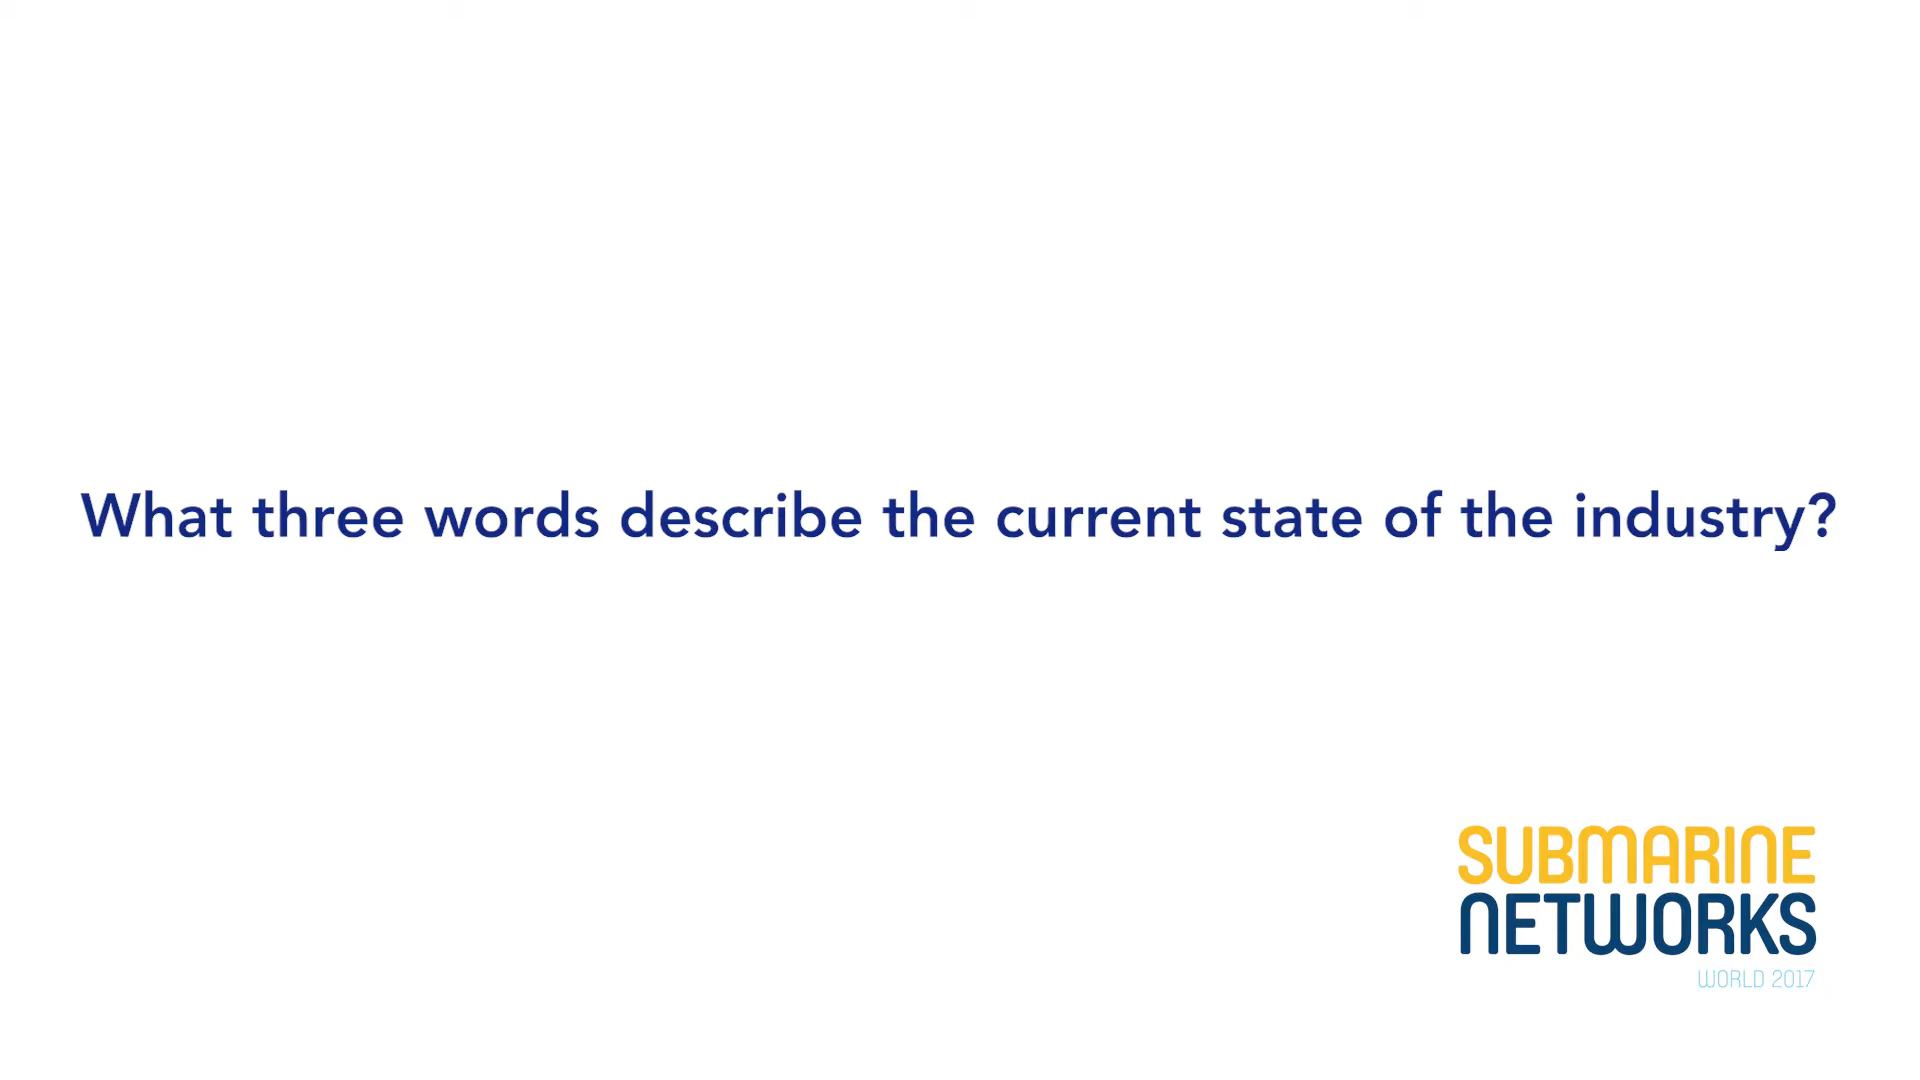 What three words describe the current state of the industry?
SUBMARINE
NETWORKS
WORLD 2017